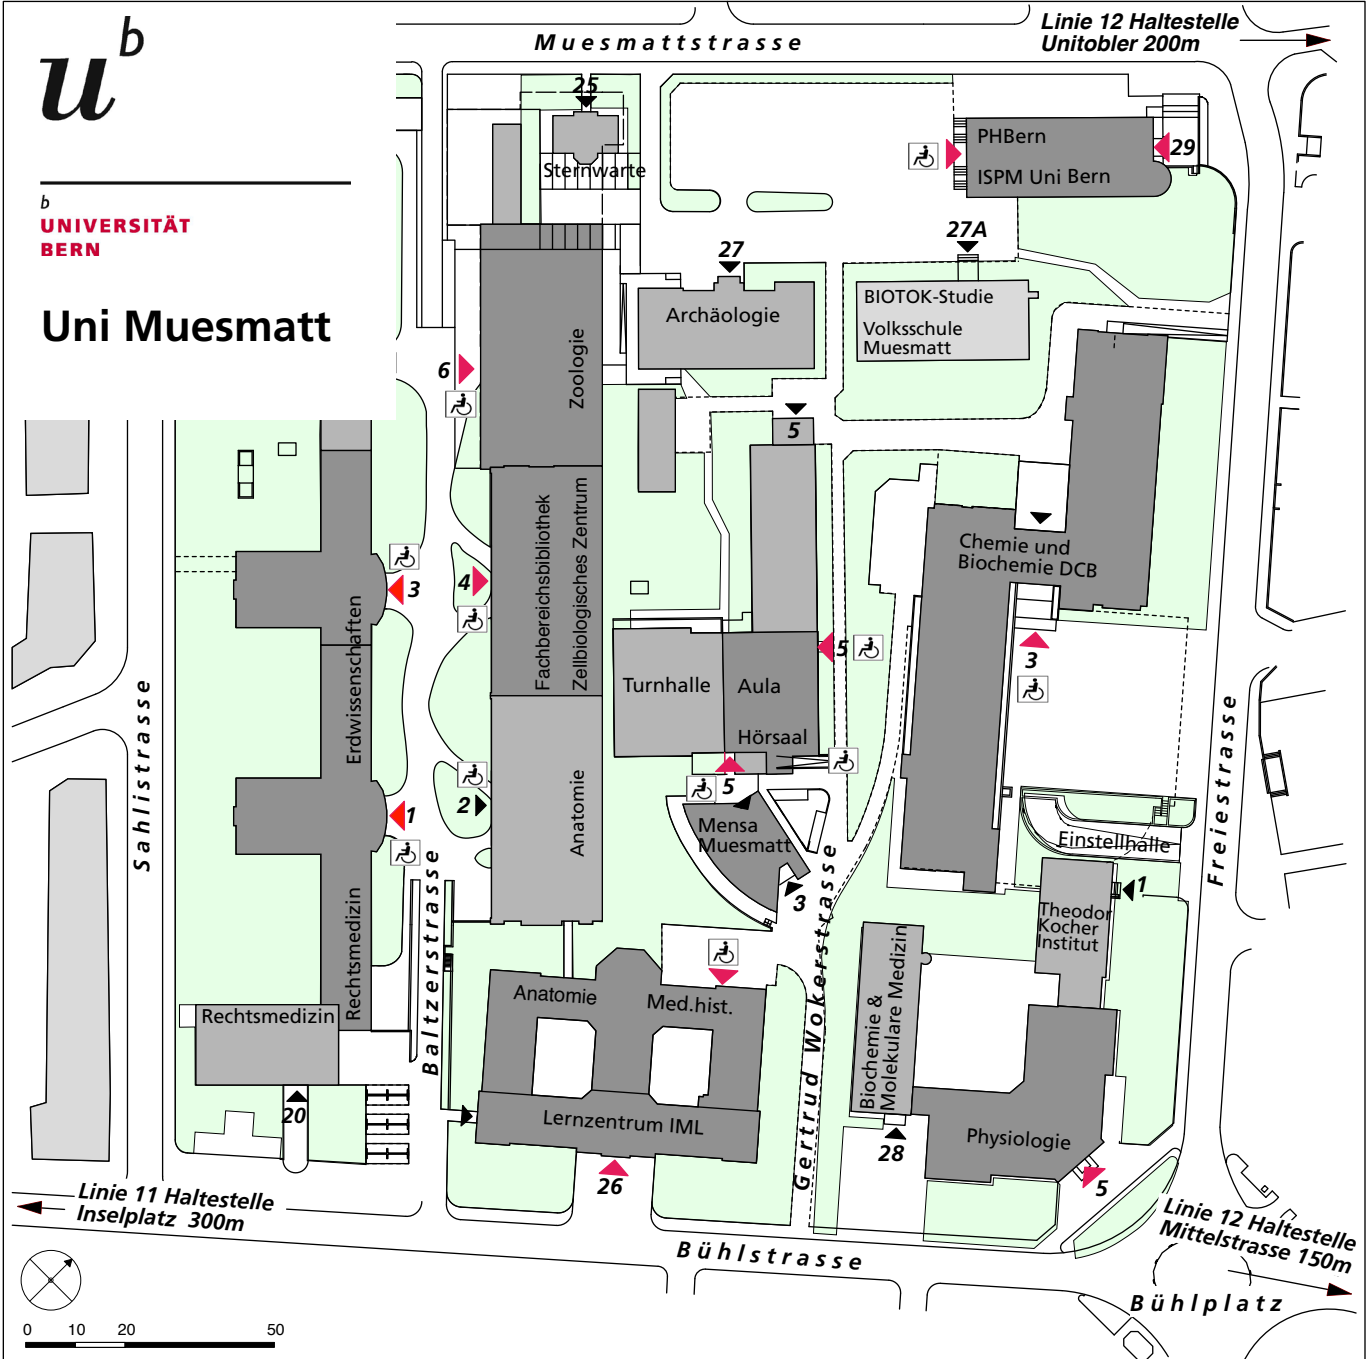 u
b
b
UNIVERSITÄT
BERN
Uni Muesmatt
Muesmattstrasse
Linie 12 Haltestelle
Unitobler 200m
25
Sternwarte
PHBern
ISPM Uni Bern
29
27
27A
Archäologie
BIOTOK-Studie
Volksschule
Muesmatt
6
Zoologie
5
Fachbereichsbibliothek
Zellbiologisches Zentrum
Chemie und
Biochemie DCB
3
4
Erdwissenschaften
5
3
Turnhalle
Aula
Hörsaal
5
Sahlistrasse
Freiestrasse
1
2
Anatomie
Mensa
Muesmatt
3
Einstellhalle
1
Theodor
Kocher
Institut
Rechtsmedizin
Baltzerstrasse
Gertrud Wokerstrasse
Rechtsmedizin
Anatomie
Med.hist.
Biochemie &
Molekulare Medizin
20
Lernzentrum IML
Physiologie
28
26
5
Linie 11 Haltestelle
Inselplatz 300m
Linie 12 Haltestelle
Mittelstrasse 150m
Bühlstrasse
Bühlplatz
0 10 20 50